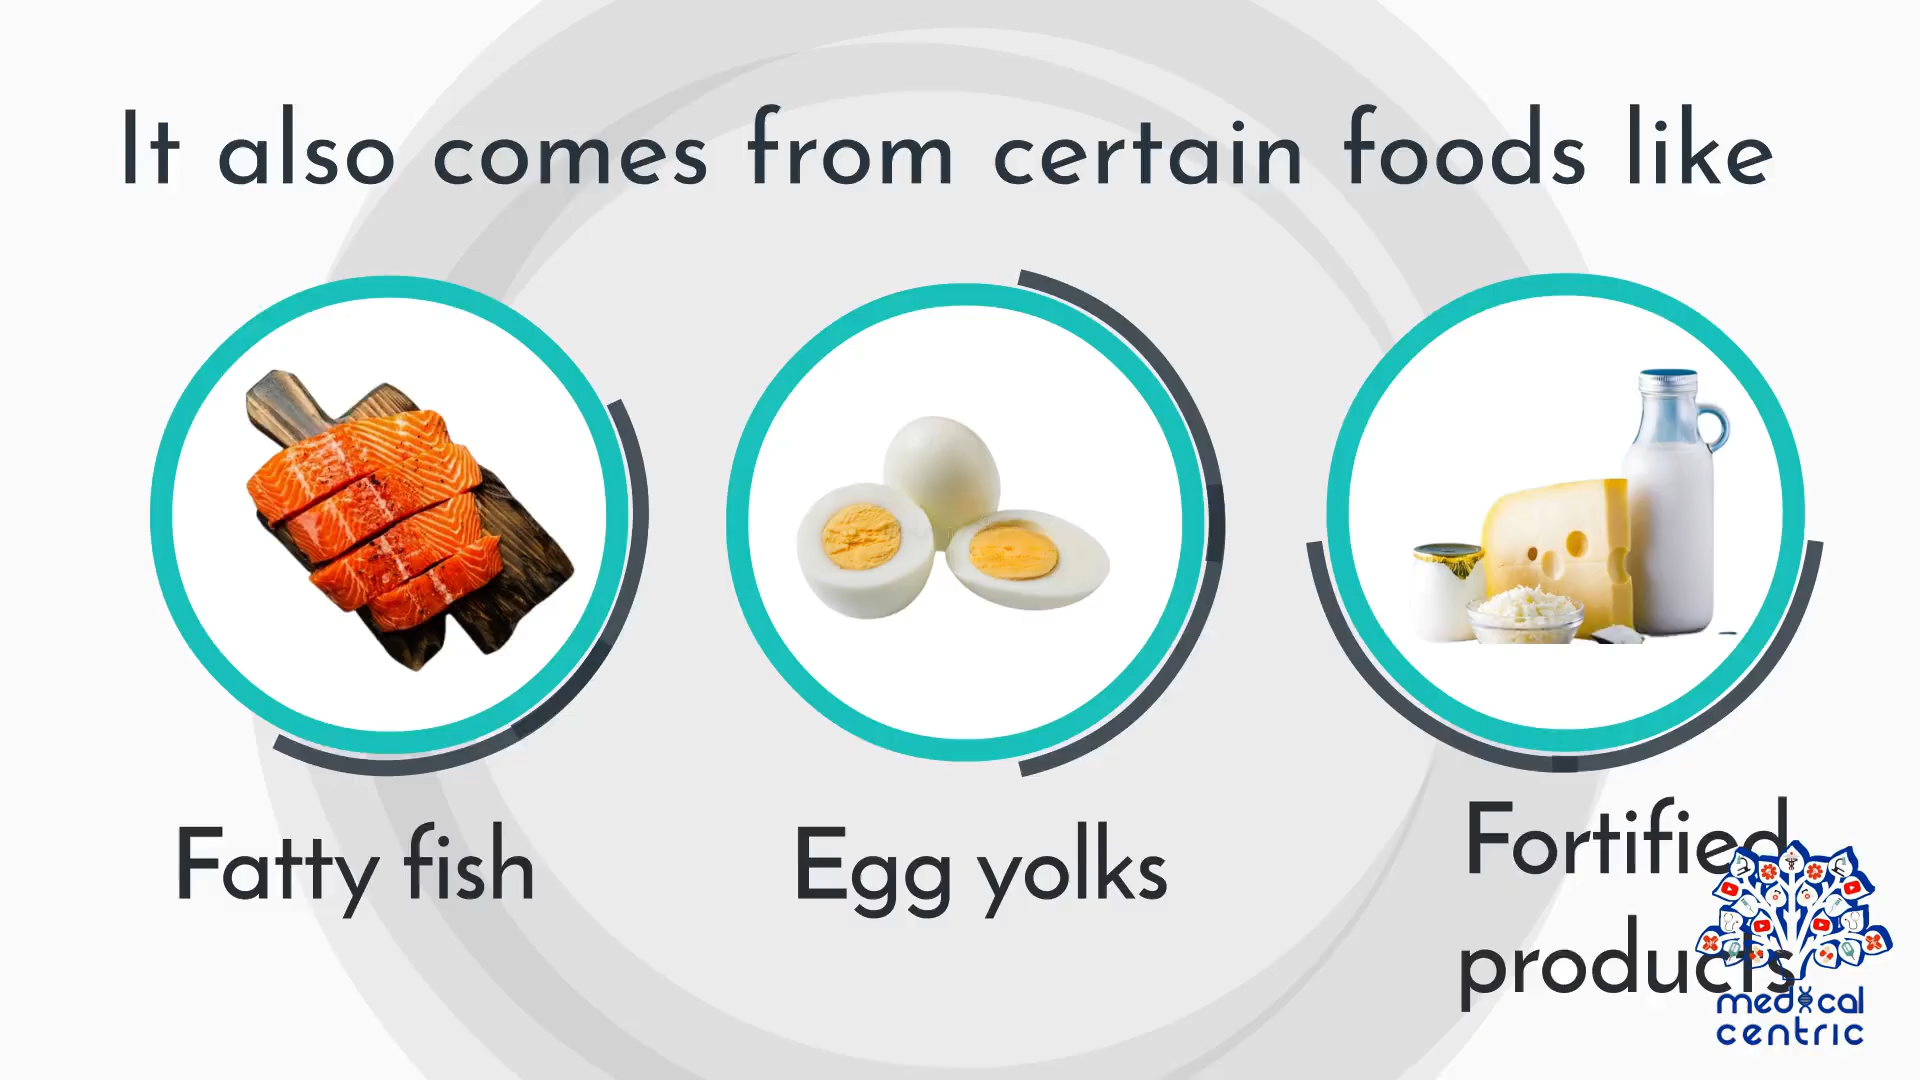 It also comes from certain foods like
Fatty fish
Egg yolks
Fortified
products
medical
centric